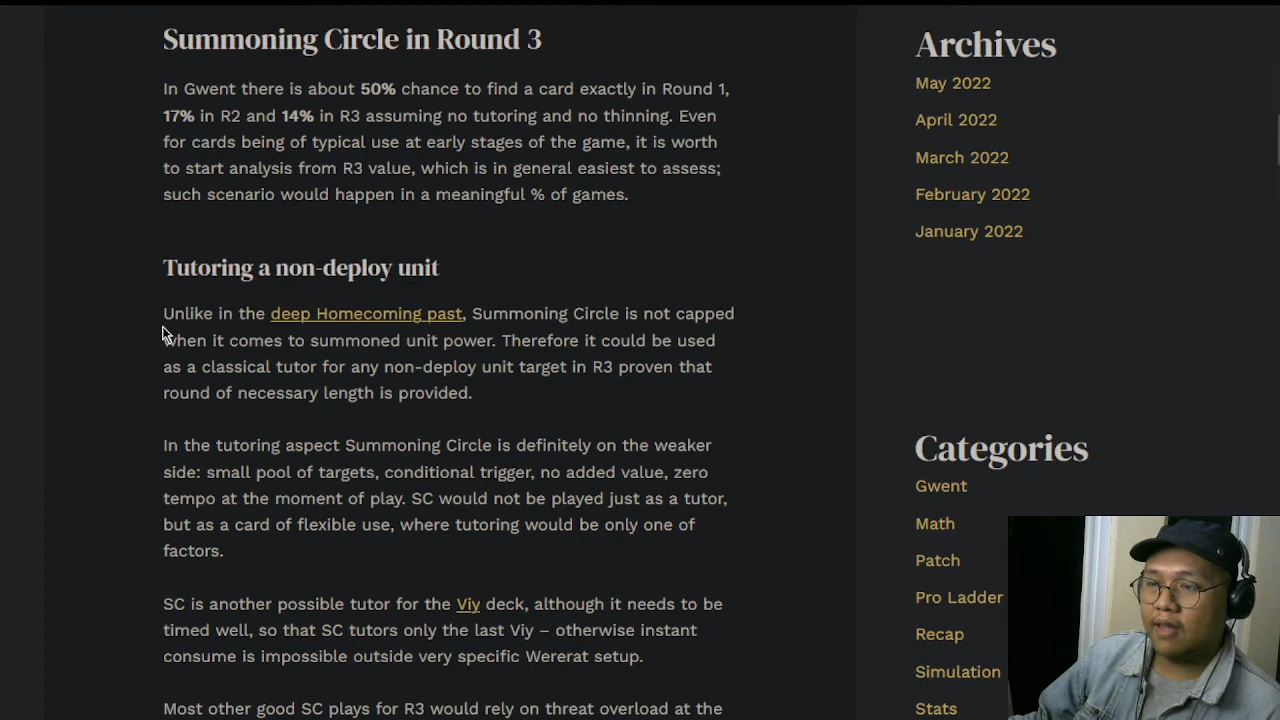 Summoning Circle in Round 3
In Gwent there is about 50% chance to find a card exactly in Round 1,
17% in R2 and 14% in R3 assuming no tutoring and no thinning. Even
for cards being of typical use at early stages of the game, it is worth
to start analysis from R3 value, which is in general easiest to assess;
such scenario would happen in a meaningful % of games.
Tutoring a non-deploy unit
Unlike in the deep Homecoming past, Summoning Circle is not capped
when it comes to summoned unit power. Therefore it could be used
as a classical tutor for any non-deploy unit target in R3 proven that
round of necessary length is provided.
In the tutoring aspect Summoning Circle is definitely on the weaker
side: small pool of targets, conditional trigger, no added value, zero
tempo at the moment of play. SC would not be played just as a tutor,
but as a card of flexible use, where tutoring would be only one of
factors.
SC is another possible tutor for the Viy deck, although it needs to be
timed well, so that SC tutors only the last Viy – otherwise instant
consume is impossible outside very specific Wererat setup.
Most other good SC plays for R3 would rely on threat overload at the
Archives
May 2022
April 2022
March 2022
February 2022
January 2022
Categories
Gwent
Math
Patch
Pro Ladder
Recap
Simulation
Stats